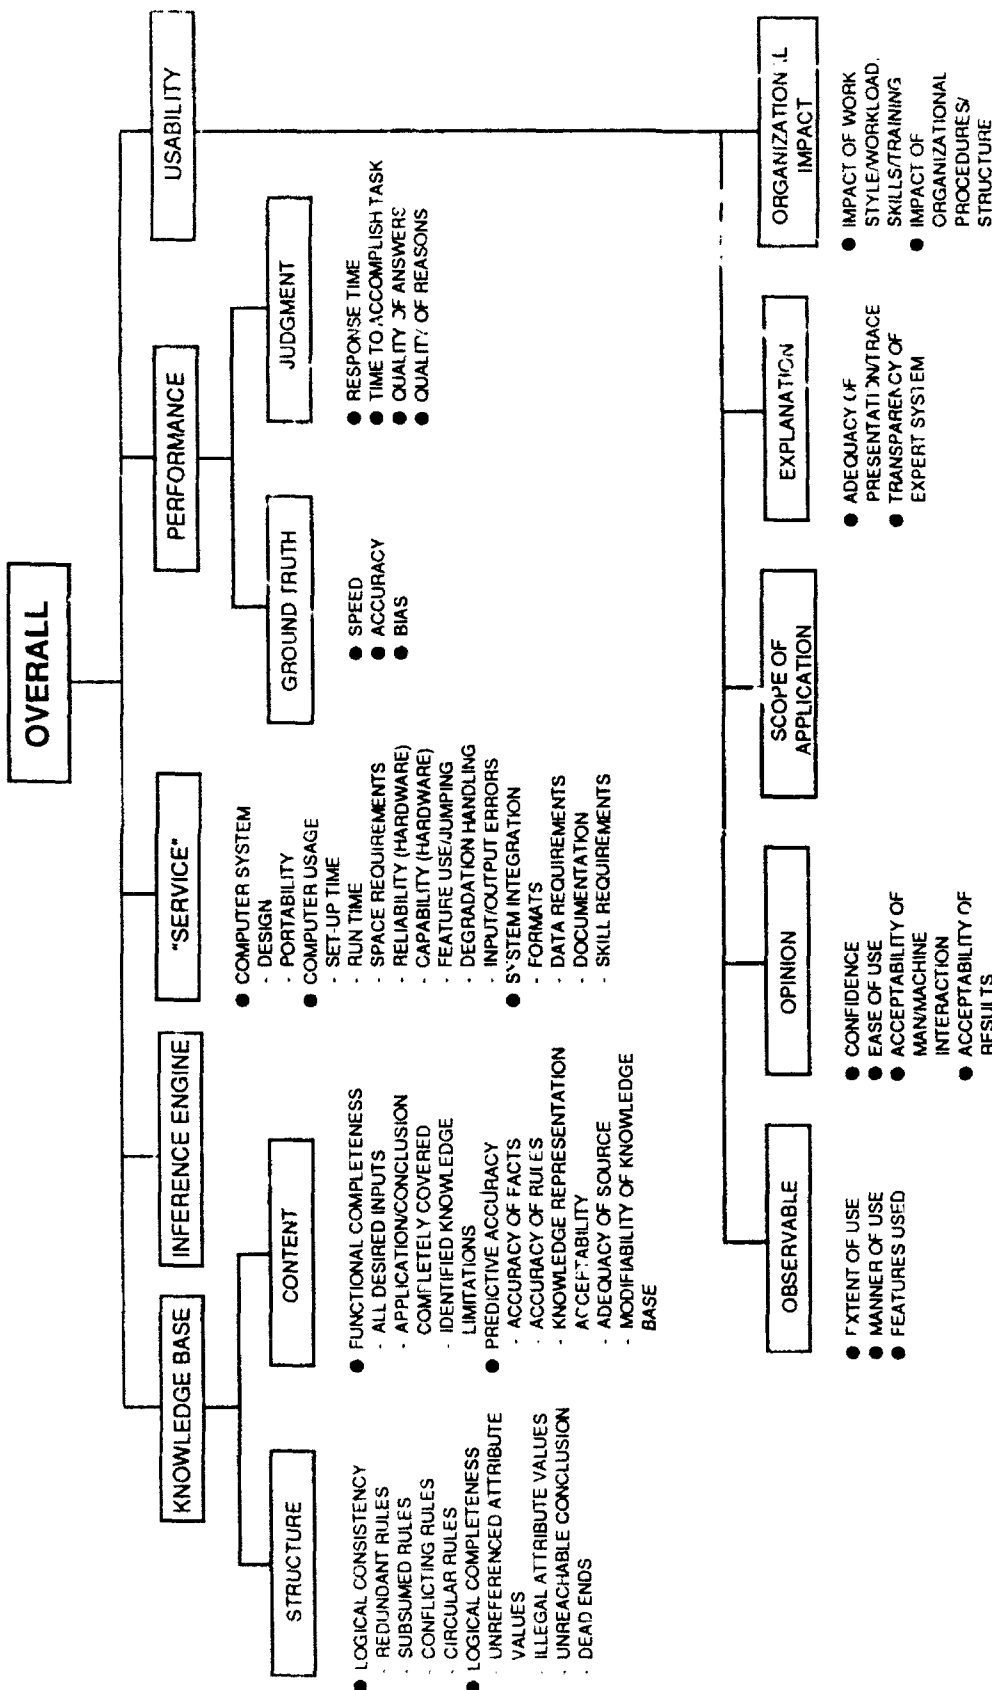 OVERALL
KNOWLEDGE BASE
INFERENCE ENGINE
"SERVICE"
PERFORMANCE
USABILITY
STRUCTURE
● LOGICAL CONSISTENCY
- REDUNDANT RULES
- SUBSUMED RULES
- CONFLICTING RULES
- CIRCULAR RULES
● LOGICAL COMPLETENESS
- UNREFERENCED ATTRIBUTE
VALUES
- ILLEGAL ATTRIBUTE VALUES
- UNREACHABLE CONCLUSION
- DEAD ENDS
CONTENT
● FUNCTIONAL COMPLETENESS
- ALL DESIRED INPUTS
- APPLICATION/CONCLUSION
COMPLETELY COVERED
- IDENTIFIED KNOWLEDGE
LIMITATIONS
● PREDICTIVE ACCURACY
- ACCURACY OF FACTS
- ACCURACY OF RULES
- KNOWLEDGE REPRESENTATION
ACCEPTABILITY
- ADEQUACY OF SOURCE
- MODIFIABILITY OF KNOWLEDGE
BASE
● COMPUTER SYSTEM
- DESIGN
- PORTABILITY
● COMPUTER USAGE
- SET-UP TIME
- RUN TIME
- SPACE REQUIREMENTS
- RELIABILITY (HARDWARE)
- CAPABILITY (HARDWARE)
- FEATURE USE/JUMPING
- DEGRADATION HANDLING
- INPUT/OUTPUT ERRORS
● SYSTEM INTEGRATION
- FORMATS
- DATA REQUIREMENTS
- DOCUMENTATION
- SKILL REQUIREMENTS
GROUND TRUTH
● SPEED
● ACCURACY
● BIAS
JUDGMENT
● RESPONSE TIME
● TIME TO ACCOMPLISH TASK
● QUALITY OF ANSWERS
● QUALITY OF REASONS
OBSERVABLE
● EXTENT OF USE
● MANNER OF USE
● FEATURES USED
OPINION
● CONFIDENCE
● EASE OF USE
● ACCEPTABILITY OF
MAN/MACHINE
INTERACTION
● ACCEPTABILITY OF
RESULTS
SCOPE OF
APPLICATION
EXPLANATION
● ADEQUACY OF
PRESENTATION/TRACE
● TRANSPARENCY OF
EXPERT SYSTEM
ORGANIZATIONAL
IMPACT
● IMPACT OF WORK
STYLE/WORKLOAD,
SKILLS/TRAINING
● IMPACT OF
ORGANIZATIONAL
PROCEDURES/
STRUCTURE